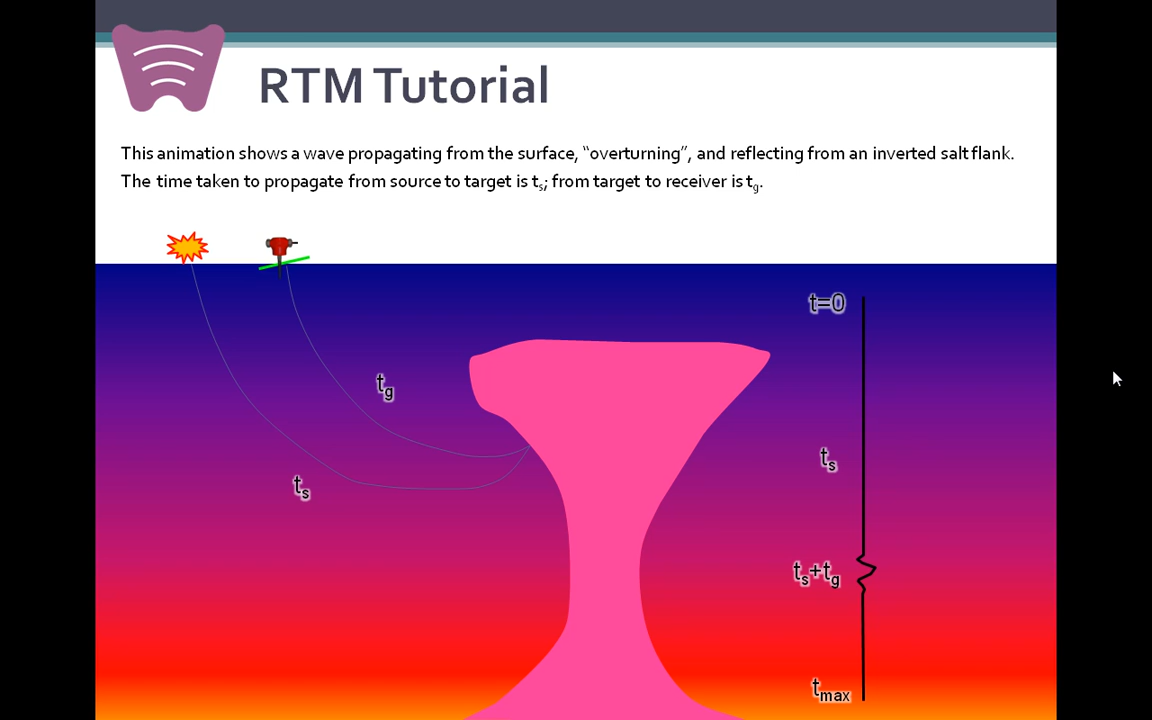 RTM Tutorial
This animation shows a wave propagating from the surface, “overturning”, and reflecting from an inverted salt flank.
The time taken to propagate from source to target is ts; from target to receiver is tg.
t=0
tg
ts
ts
ts+tg
tmax